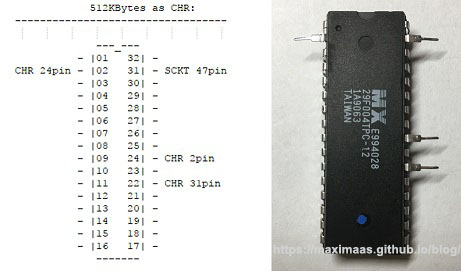 512KBytes as CHR:
-----------------------------
---_---
- |01 32| -
CHR 24pin - |02 31| - SCKT 47pin
- |03 30| -
- |04 29| -
- |05 28| -
- |06 27| -
- |07 26| -
- |08 25| -
- |09 24| - CHR 2pin
- |10 23| -
- |11 22| - CHR 31pin
- |12 21| -
- |13 20| -
- |14 19| -
- |15 18| -
- |16 17| -
-------
MX E994028
29F004TPC-12
1A9063
TAIWAN
https://maximaas.github.io/blog/